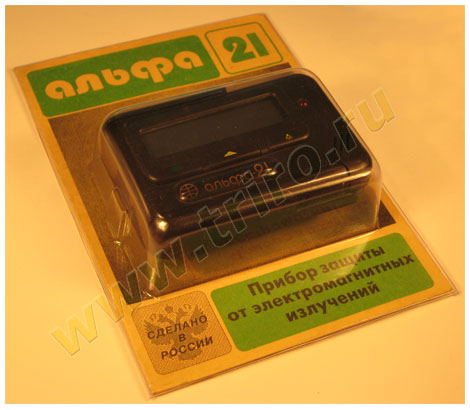 альфа 21
альфа-21
Прибор защиты
от электромагнитных
излучений
СДЕЛАНО
В
РОССИИ
www.triro.ru